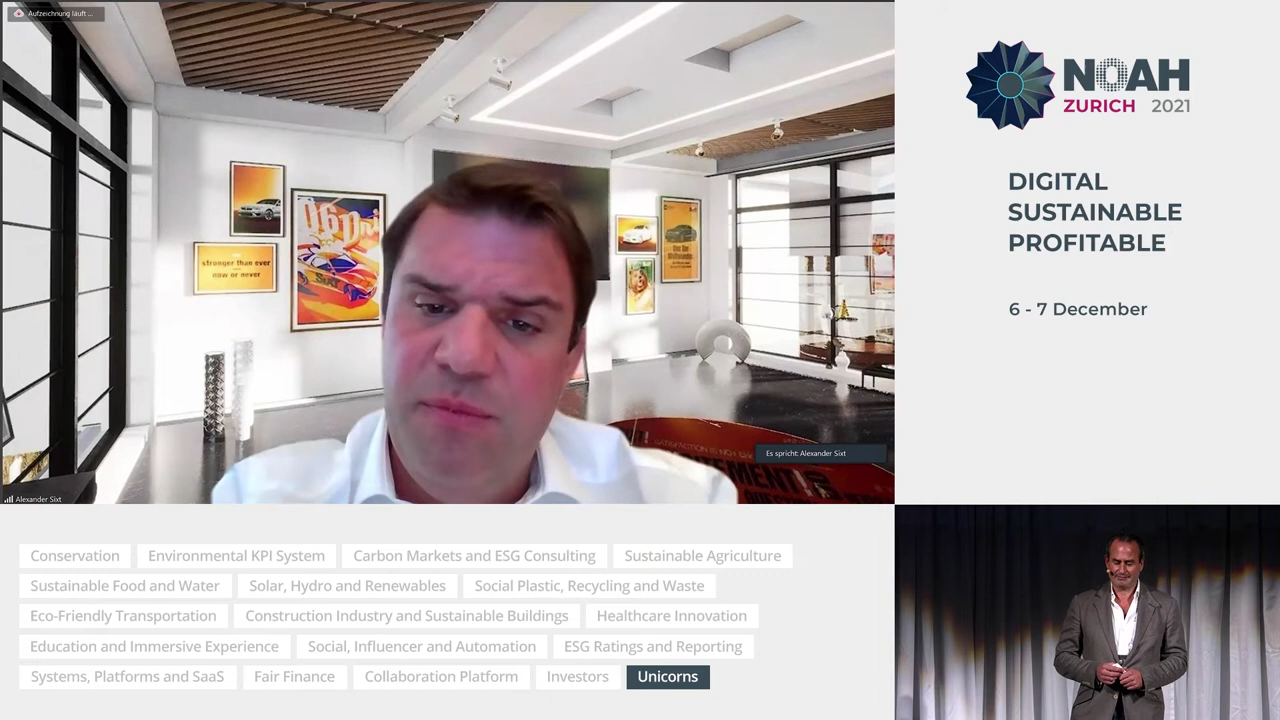 Aufzeichnung läuft ...
NOAH
ZURICH 2021
DIGITAL
SUSTAINABLE
PROFITABLE
6 - 7 December
stronger than ever
now or never
SIXT
Es spricht: Alexander Sixt
Alexander Sixt
Conservation
Environmental KPI System
Carbon Markets and ESG Consulting
Sustainable Agriculture
Sustainable Food and Water
Solar, Hydro and Renewables
Social Plastic, Recycling and Waste
Eco-Friendly Transportation
Construction Industry and Sustainable Buildings
Healthcare Innovation
Education and Immersive Experience
Social, Influencer and Automation
ESG Ratings and Reporting
Systems, Platforms and SaaS
Fair Finance
Collaboration Platform
Investors
Unicorns